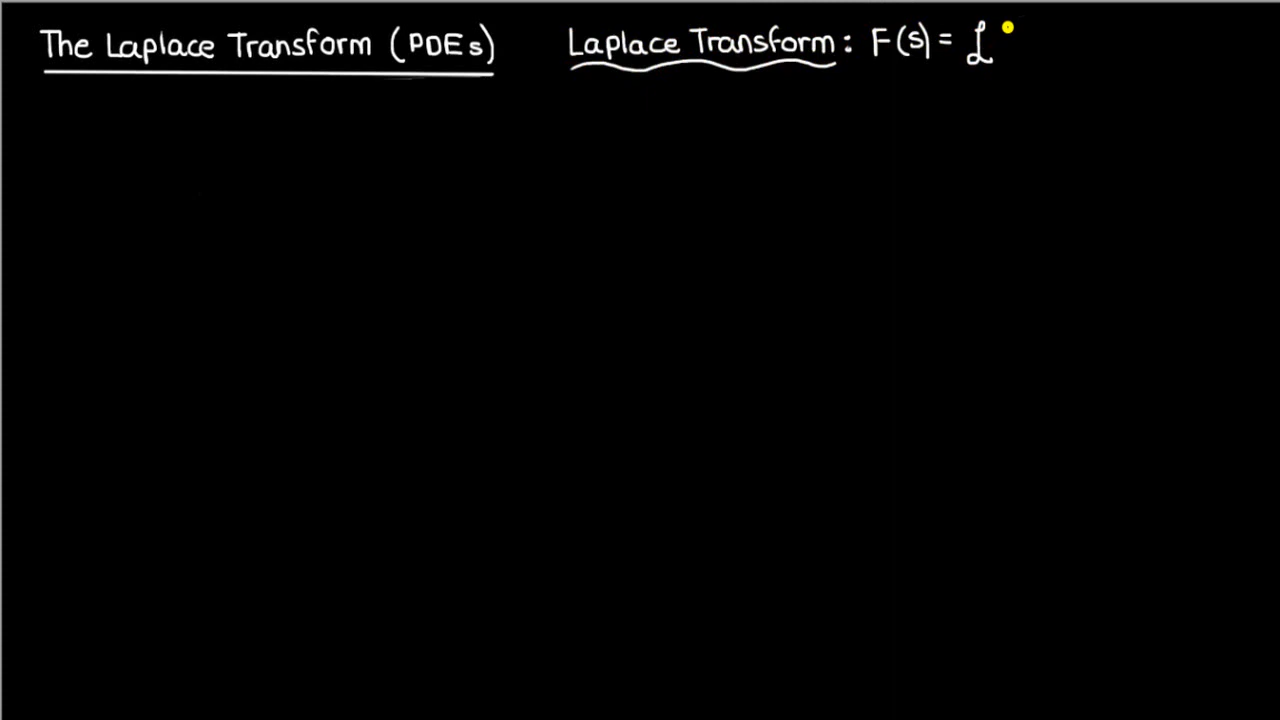 The Laplace Transform (PDEs)
Laplace Transform: F(s) = ℒ